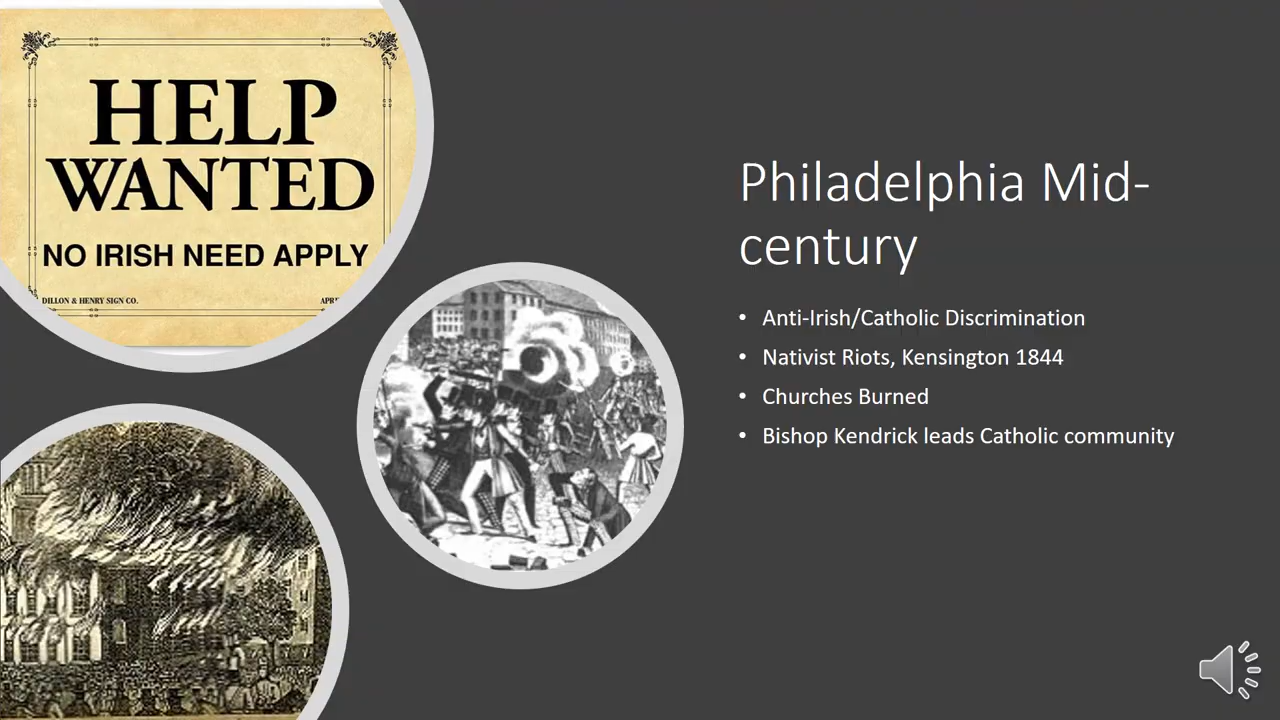 HELP
WANTED
NO IRISH NEED APPLY
DILLON & HENRY SIGN CO.
Philadelphia Mid-
century
• Anti-Irish/Catholic Discrimination
• Nativist Riots, Kensington 1844
• Churches Burned
• Bishop Kendrick leads Catholic community